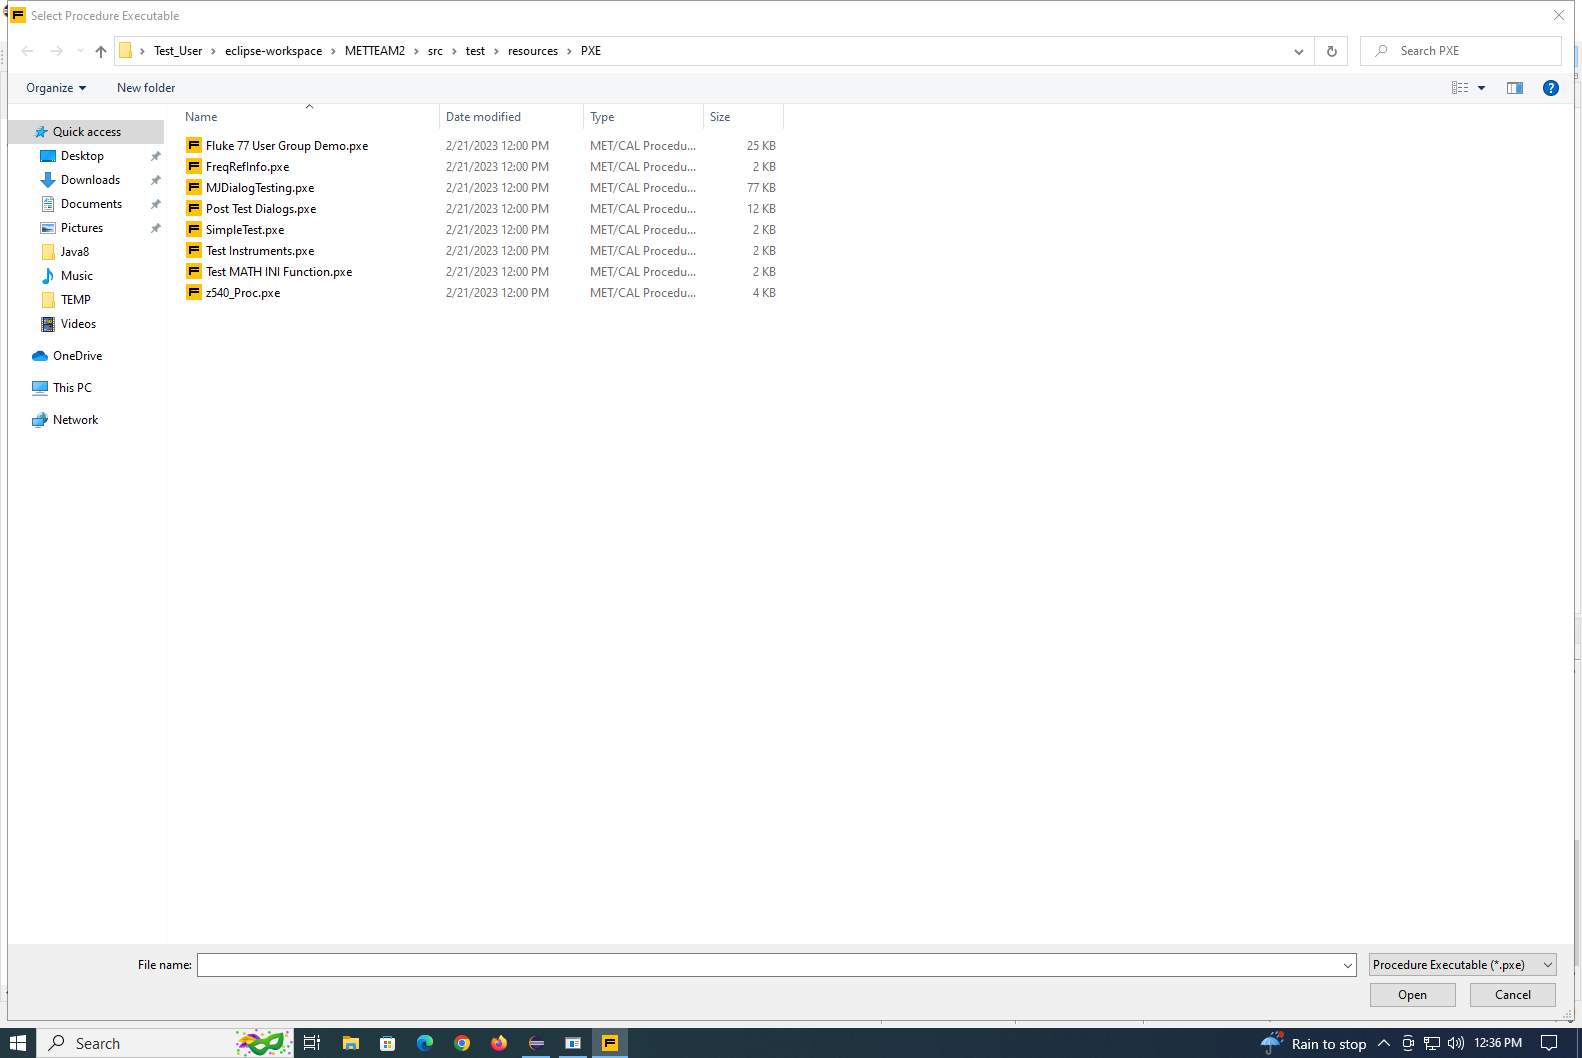 Select Procedure Executable
Test_User > eclipse-workspace > METTEAM2 > src > test > resources > PXE
Search PXE
Organize
New folder
Name Date modified Type Size
Fluke 77 User Group Demo.pxe 2/21/2023 12:00 PM MET/CAL Procedu... 25 KB
FreqRefInfo.pxe 2/21/2023 12:00 PM MET/CAL Procedu... 2 KB
MJDialogTesting.pxe 2/21/2023 12:00 PM MET/CAL Procedu... 77 KB
Post Test Dialogs.pxe 2/21/2023 12:00 PM MET/CAL Procedu... 12 KB
SimpleTest.pxe 2/21/2023 12:00 PM MET/CAL Procedu... 2 KB
Test Instruments.pxe 2/21/2023 12:00 PM MET/CAL Procedu... 2 KB
Test MATH INI Function.pxe 2/21/2023 12:00 PM MET/CAL Procedu... 2 KB
z540_Proc.pxe 2/21/2023 12:00 PM MET/CAL Procedu... 4 KB
Quick access
Desktop
Downloads
Documents
Pictures
Java8
Music
TEMP
Videos
OneDrive
This PC
Network
File name:
Procedure Executable (*.pxe)
Open
Cancel
Search
Rain to stop
12:36 PM